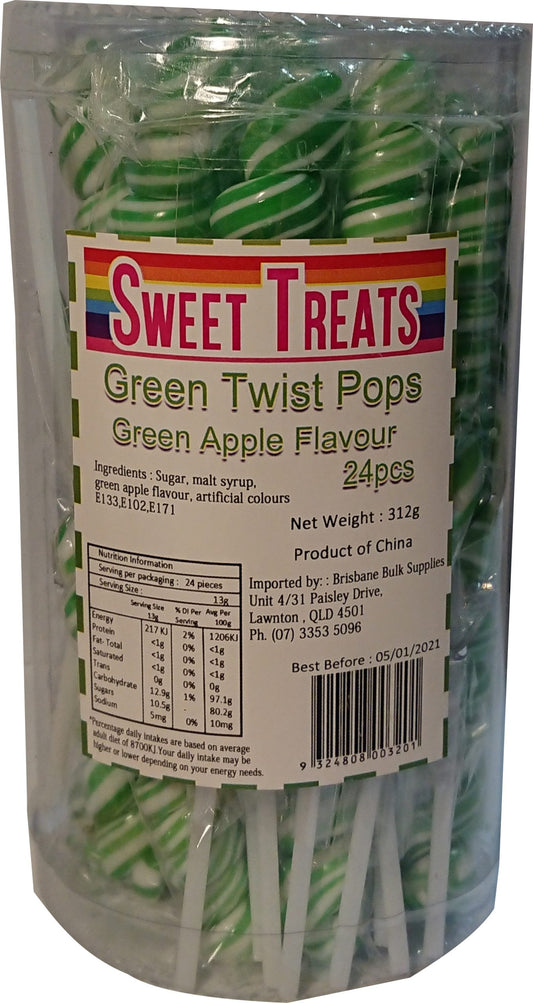 SWEET TREATS
Green Twist Pops
Green Apple Flavour
24pcs
Ingredients : Sugar, malt syrup,
green apple flavour, artificial colours
E133,E102,E171
Net Weight : 312g
Product of China
Imported by: : Brisbane Bulk Supplies
Unit 4/31 Paisley Drive,
Lawnton , QLD 4501
Ph. (07) 3353 5096
Best Before : 05/01/2021
Nutrition Information
Serving per packaging : 24 pieces
Serving Size : 13g
Serving Size % DI Per Avg Per
13g Serving 100g
Energy 217 KJ 2% 1206KJ
Protein <1g 0% <1g
Fat- Total <1g 0% <1g
Saturated <1g 0% <1g
Trans 0g 0% 0g
Carbohydrate 12.9g 1% 97.1g
Sugars 10.5g - 80.2g
Sodium 5mg 0% 10mg
*Percentage daily intakes are based on average
adult diet of 8700KJ.Your daily intake may be
higher or lower depending on your energy needs.
9 324808 003201